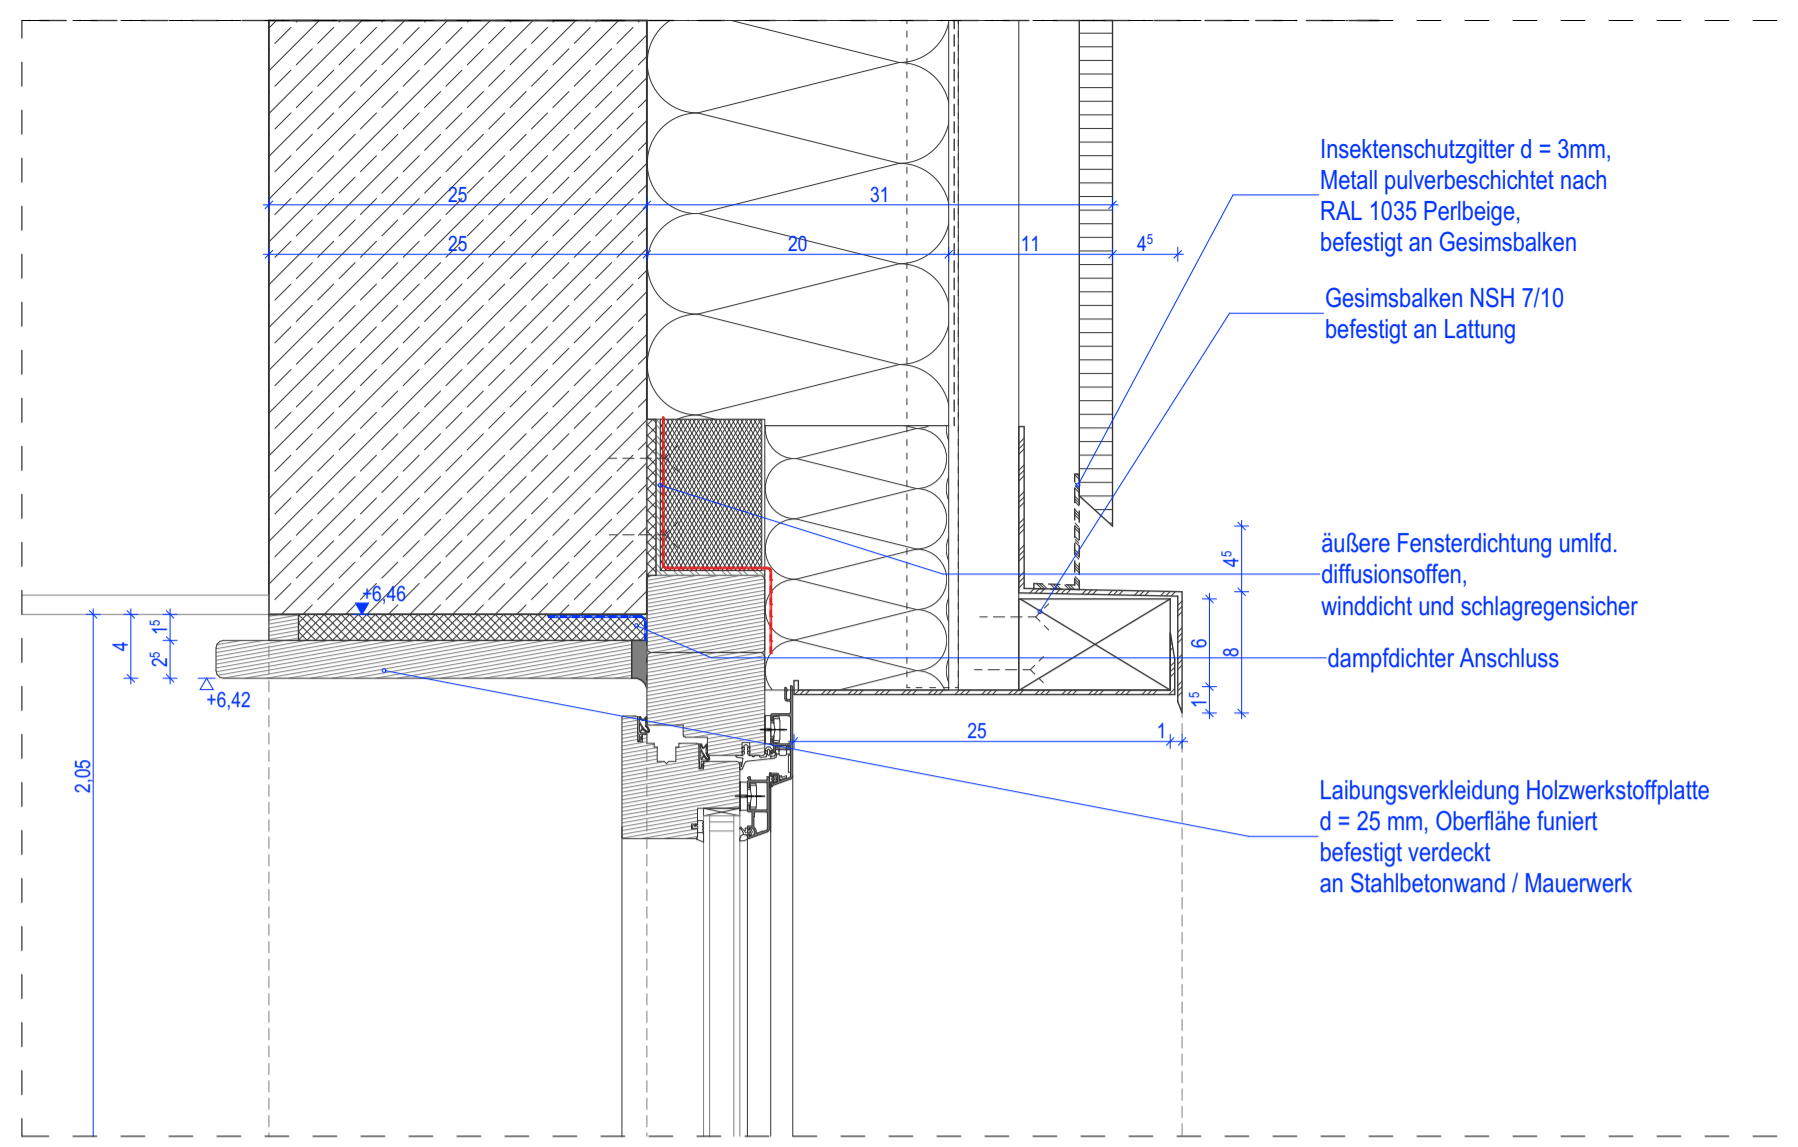 Insektenschutzgitter d = 3mm,
Metall pulverbeschichtet nach
RAL 1035 Perlbeige,
befestigt an Gesimsbalken
25
31
25
20
11
4⁵
Gesimsbalken NSH 7/10
befestigt an Lattung
äußere Fensterdichtung umlfd.
diffusionsoffen,
winddicht und schlagregensicher
4⁵
+6,46
4
1⁵
2⁵
6
8
1⁵
dampfdichter Anschluss
+6,42
25
1
2,05
Laibungsverkleidung Holzwerkstoffplatte
d = 25 mm, Oberflähe funiert
befestigt verdeckt
an Stahlbetonwand / Mauerwerk